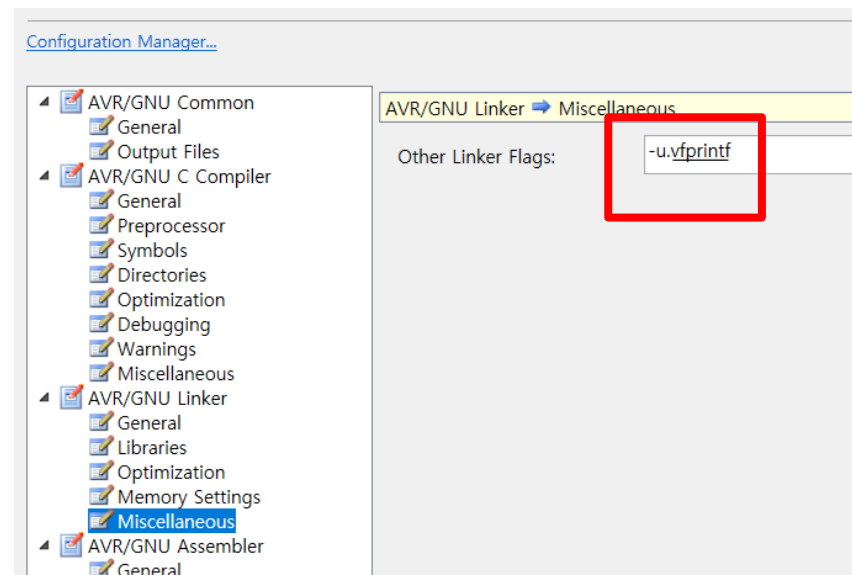 Configuration Manager...
AVR/GNU Common
General
Output Files
AVR/GNU C Compiler
General
Preprocessor
Symbols
Directories
Optimization
Debugging
Warnings
Miscellaneous
AVR/GNU Linker
General
Libraries
Optimization
Memory Settings
Miscellaneous
AVR/GNU Assembler
General
AVR/GNU Linker ➡ Miscellaneous
Other Linker Flags:
-u.vfprintf